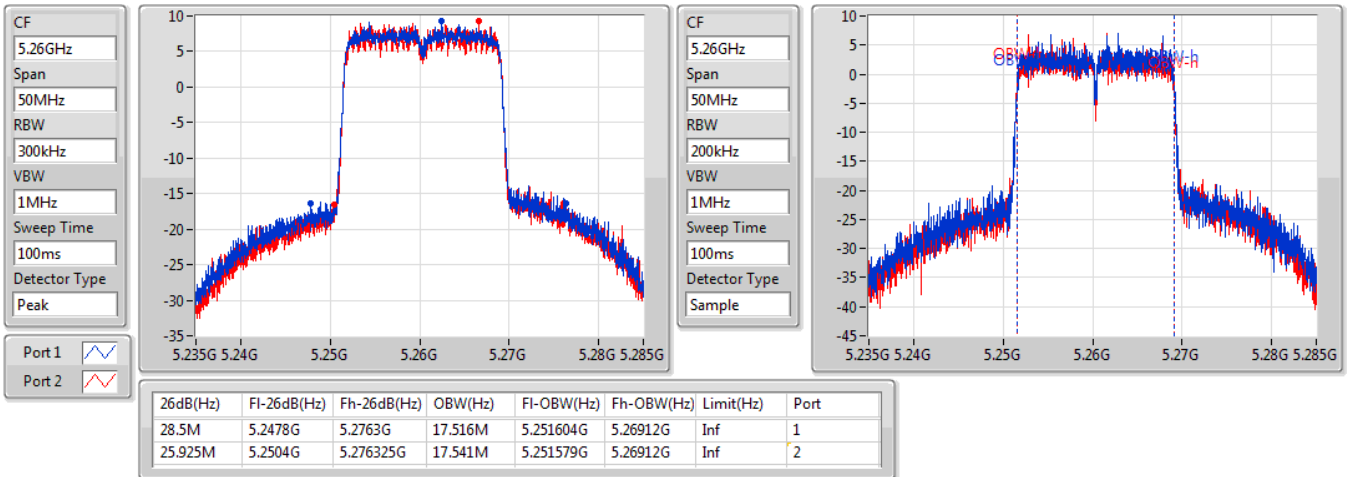 CF
5.26GHz
Span
50MHz
RBW
300kHz
VBW
1MHz
Sweep Time
100ms
Detector Type
Peak
Port 1
Port 2
10
5
0
-5
-10
-15
-20
-25
-30
-35
5.235G 5.24G 5.25G 5.26G 5.27G 5.28G 5.285G
CF
5.26GHz
Span
50MHz
RBW
200kHz
VBW
1MHz
Sweep Time
100ms
Detector Type
Sample
10
5
0
-5
-10
-15
-20
-25
-30
-35
-40
-45
5.235G 5.24G 5.25G 5.26G 5.27G 5.28G 5.285G
26dB(Hz) Fl-26dB(Hz) Fh-26dB(Hz) OBW(Hz) Fl-OBW(Hz) Fh-OBW(Hz) Limit(Hz) Port
28.5M 5.2478G 5.2763G 17.516M 5.251604G 5.26912G Inf 1
25.925M 5.2504G 5.276325G 17.541M 5.251579G 5.26912G Inf 2